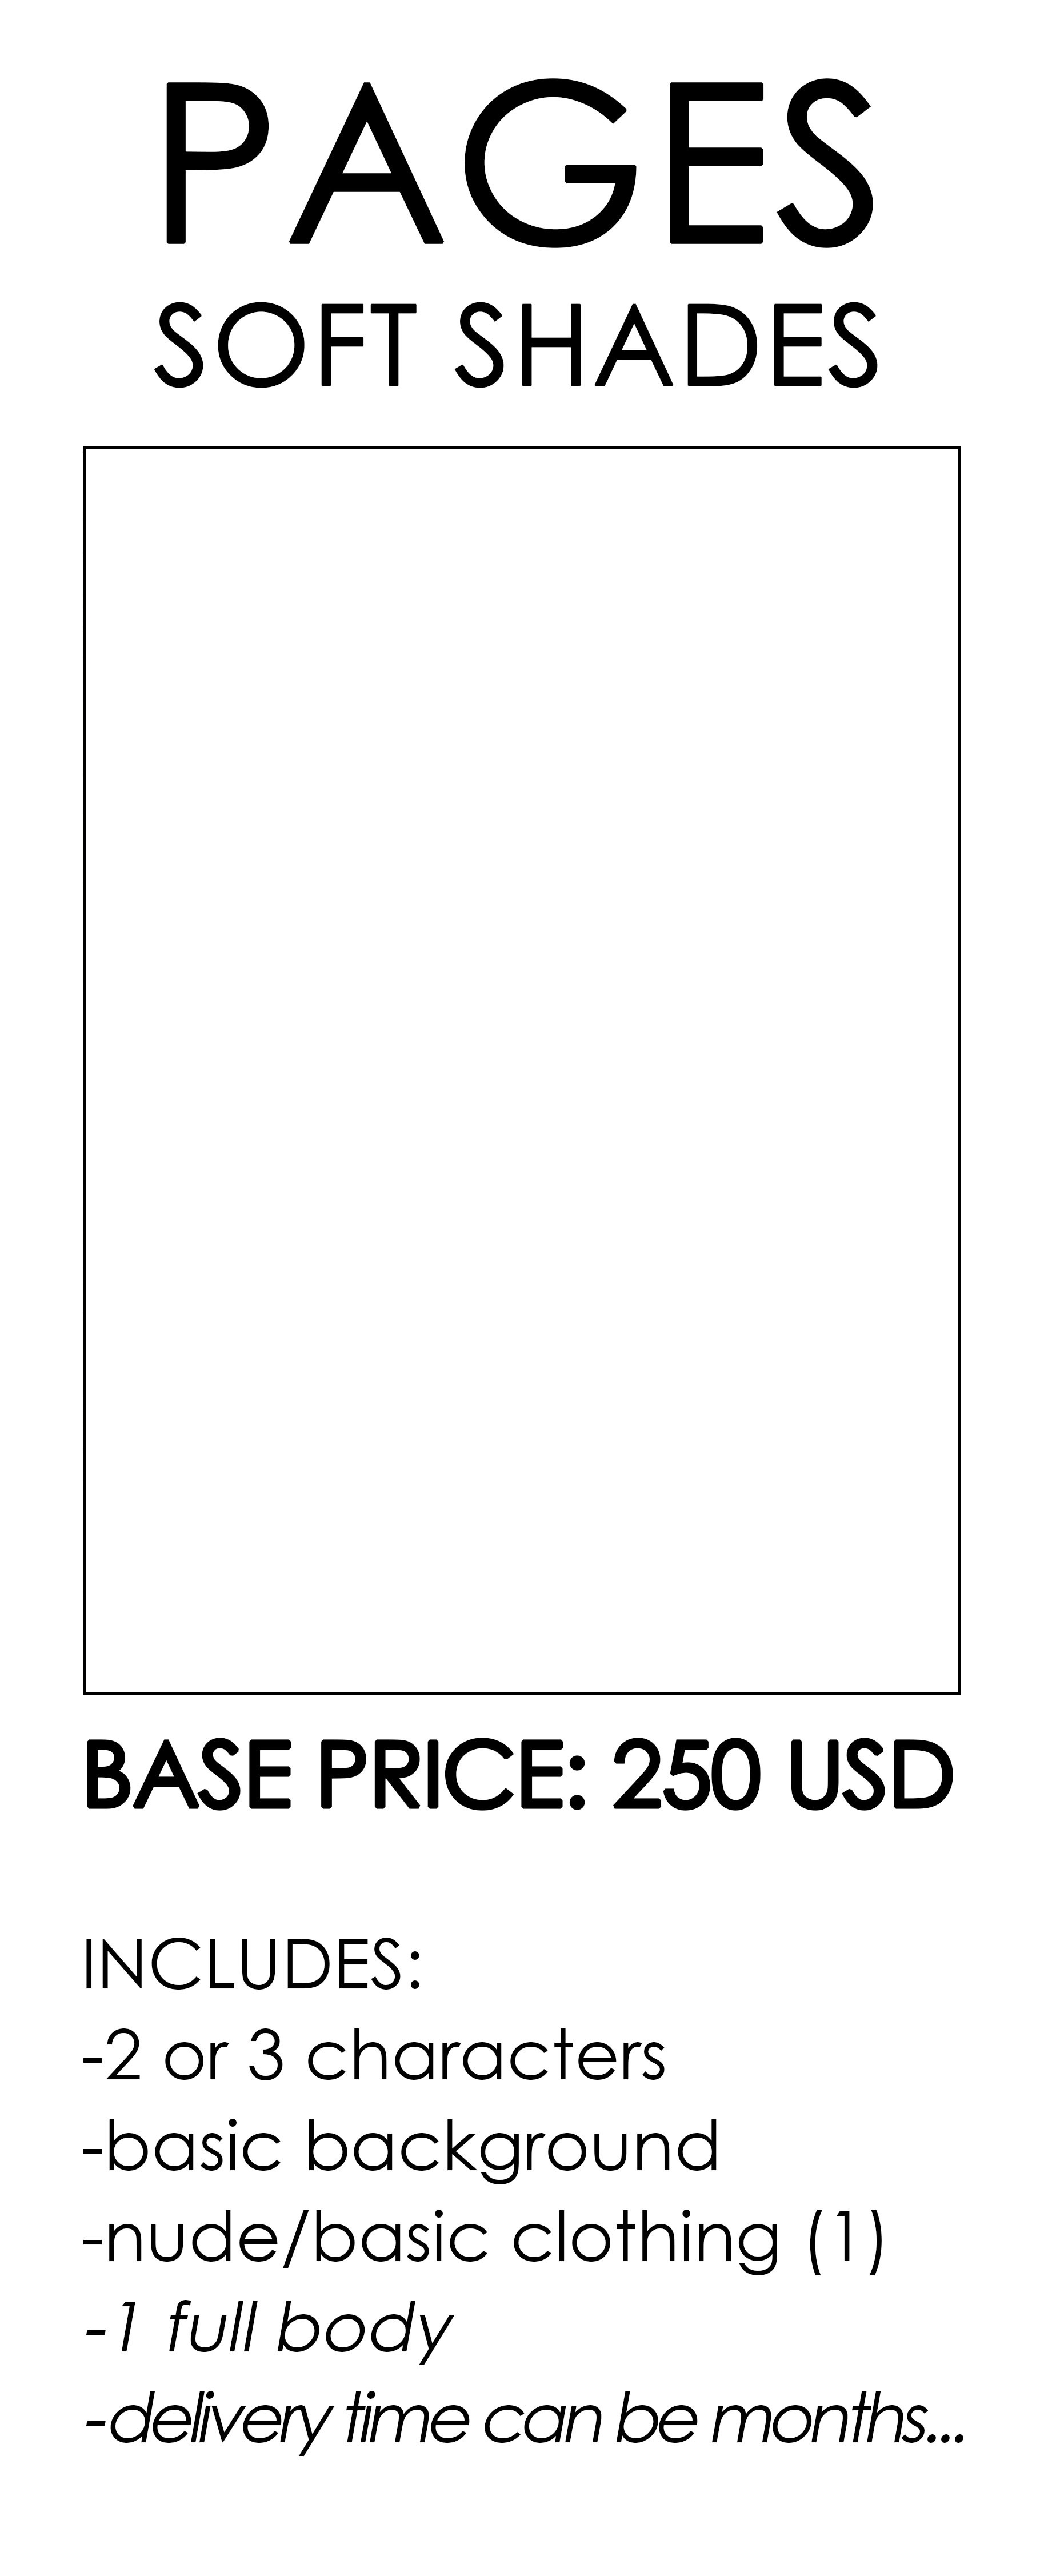 PAGES
SOFT SHADES
BASE PRICE: 250 USD
INCLUDES:
-2 or 3 characters
-basic background
-nude/basic clothing (1)
-1 full body
-delivery time can be months...